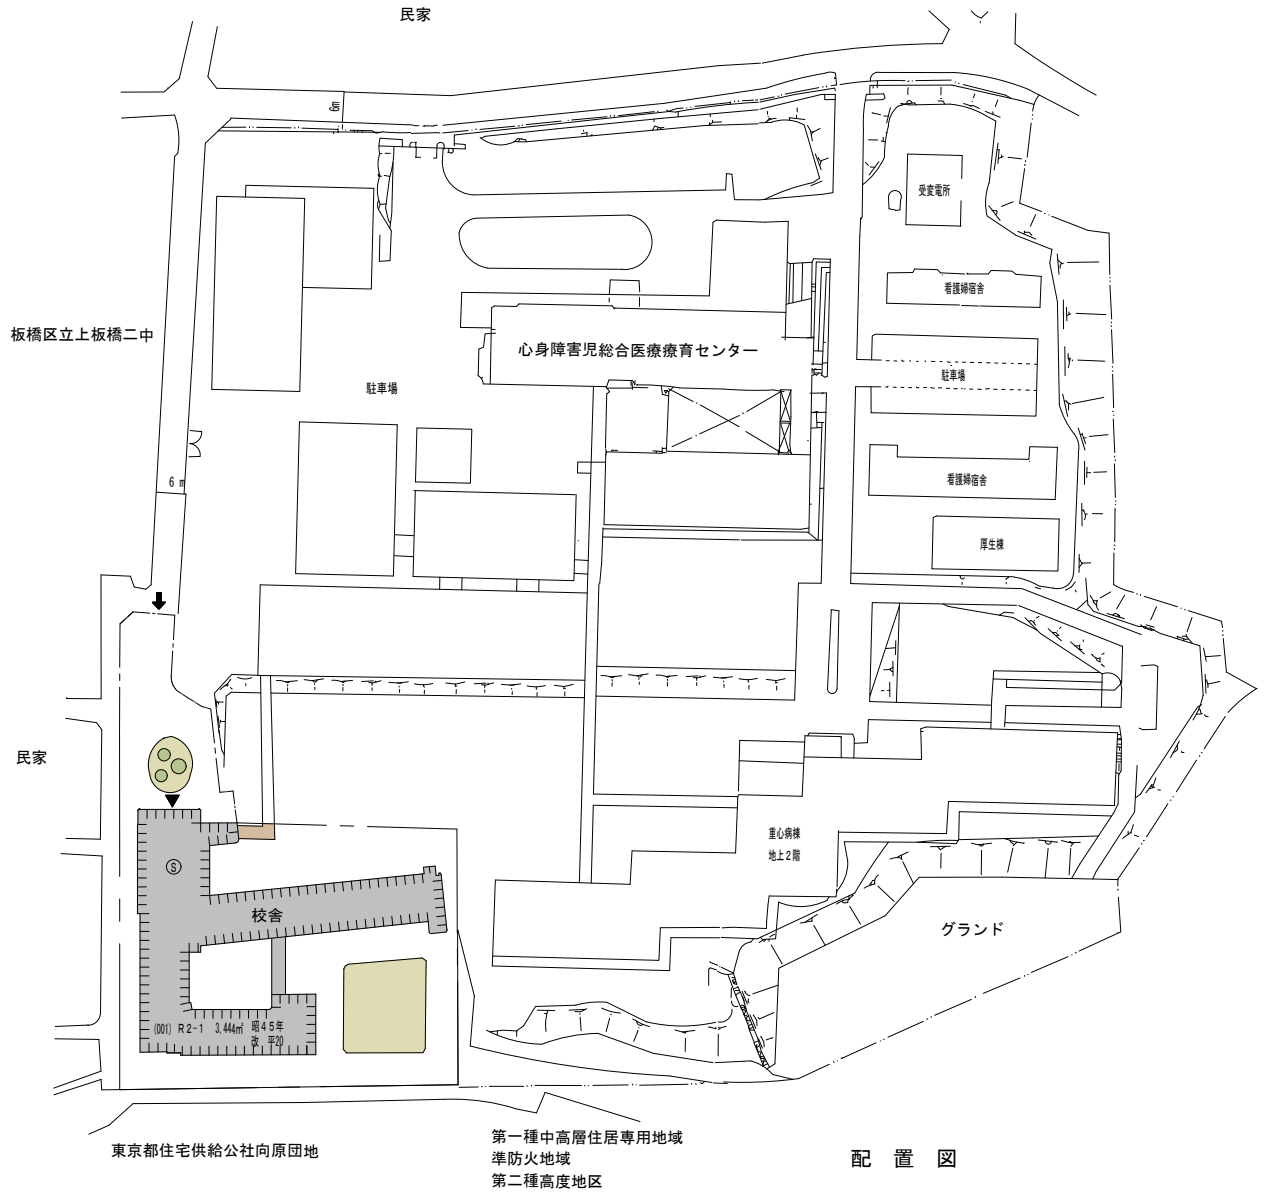 民家
6m
受変電所
看護婦宿舎
板橋区立上板橋二中
心身障害児総合医療療育センター
駐車場
駐車場
看護婦宿舎
6 m
厚生棟
民家
重心病棟
地上2階
Ⓢ
校舎
グランド
(001) R2-1 3,444㎡ 昭45年
改 平20
東京都住宅供給公社向原団地
第一種中高層住居専用地域
準防火地域
第二種高度地区
配 置 図